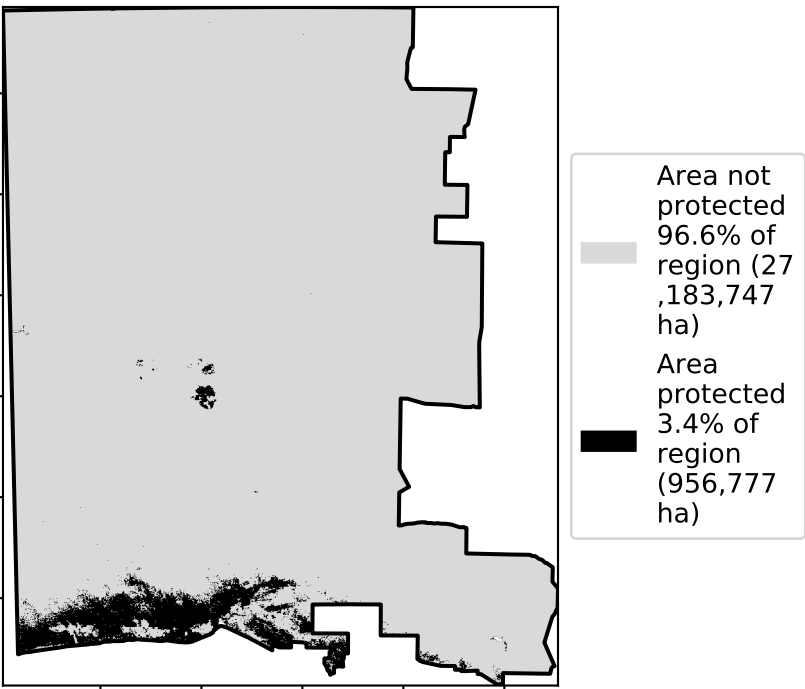 Area not
protected
96.6% of
region (27
,183,747
ha)
Area
protected
3.4% of
region
(956,777
ha)